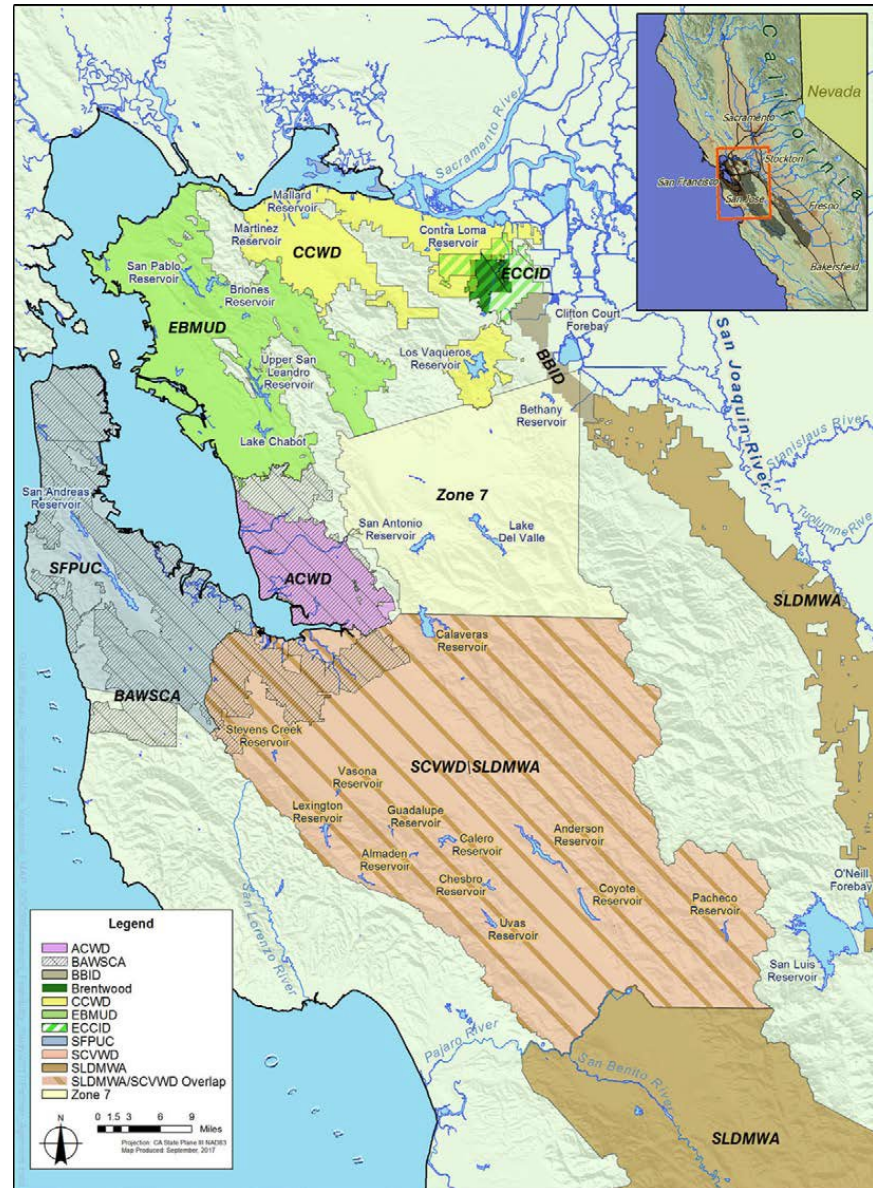 California
Nevada
Sacramento
Stockton
San Francisco
San Jose
Fresno
Bakersfield
Sacramento River
Mallard
Reservoir
Martinez
Reservoir
CCWD
Contra Loma
Reservoir
ECCID
San Pablo
Reservoir
Briones
Reservoir
EBMUD
Clifton Court
Forebay
Los Vaqueros
Reservoir
BBID
Upper San
Leandro
Reservoir
Bethany
Reservoir
San Joaquin River
Stanislaus River
Lake Chabot
Zone 7
San Andreas
Reservoir
San Antonio
Reservoir
Lake
Del Valle
Tuolumne River
SFPUC
ACWD
SLDMWA
Calaveras
Reservoir
BAWSCA
Stevens Creek
Reservoir
SCVWD\SLDMWA
Vasona
Reservoir
Lexington
Reservoir
Guadalupe
Reservoir
Calero
Reservoir
Anderson
Reservoir
Almaden
Reservoir
Chesbro
Reservoir
Coyote
Reservoir
Pacheco
Reservoir
O'Neill
Forebay
Uvas
Reservoir
San Luis
Reservoir
San Lorenzo River
Pajaro River
San Benito River
SLDMWA
Pacific
Ocean
Legend
ACWD
BAWSCA
BBID
Brentwood
CCWD
EBMUD
ECCID
SFPUC
SCVWD
SLDMWA
SLDMWA/SCVWD Overlap
Zone 7
N
0 1.5 3 6 9
Miles
Projection: CA State Plane III NAD83
Map Produced: September, 2017